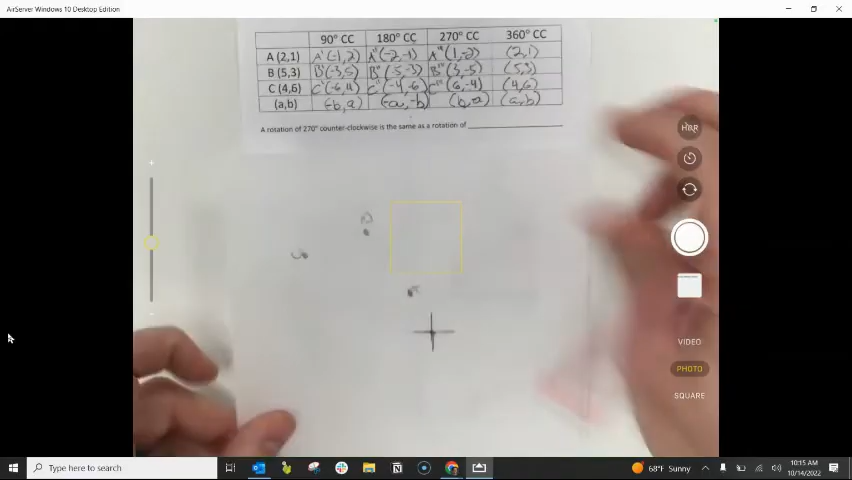 AirServer Windows 10 Desktop Edition
90° CC 180° CC 270° CC 360° CC
A (2,1) A'(-1,2) A"(-2,-1) A'''(1,-2) (2,1)
B (5,3) B'(-3,5) B"(-5,-3) B'''(3,-5) (5,3)
C (4,6) C'(-6,4) C"(-4,-6) C'''(6,-4) (4,6)
(a,b) (-b,a) (-a,-b) (b,-a) (a,b)
A rotation of 270° counter-clockwise is the same as a rotation of
HDR
VIDEO
PHOTO
SQUARE
Type here to search
68°F Sunny
10:15 AM
10/14/2022